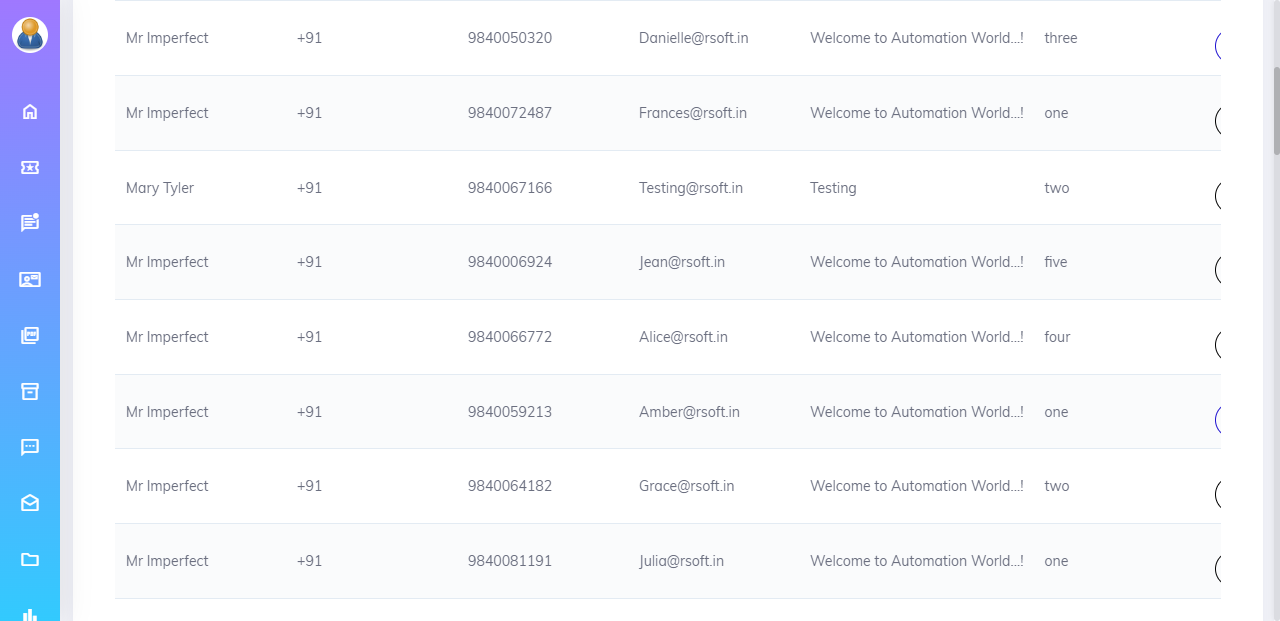 Mr Imperfect +91 9840050320 Danielle@rsoft.in Welcome to Automation World...! three
Mr Imperfect +91 9840072487 Frances@rsoft.in Welcome to Automation World...! one
Mary Tyler +91 9840067166 Testing@rsoft.in Testing two
Mr Imperfect +91 9840006924 Jean@rsoft.in Welcome to Automation World...! five
Mr Imperfect +91 9840066772 Alice@rsoft.in Welcome to Automation World...! four
Mr Imperfect +91 9840059213 Amber@rsoft.in Welcome to Automation World...! one
Mr Imperfect +91 9840064182 Grace@rsoft.in Welcome to Automation World...! two
Mr Imperfect +91 9840081191 Julia@rsoft.in Welcome to Automation World...! one